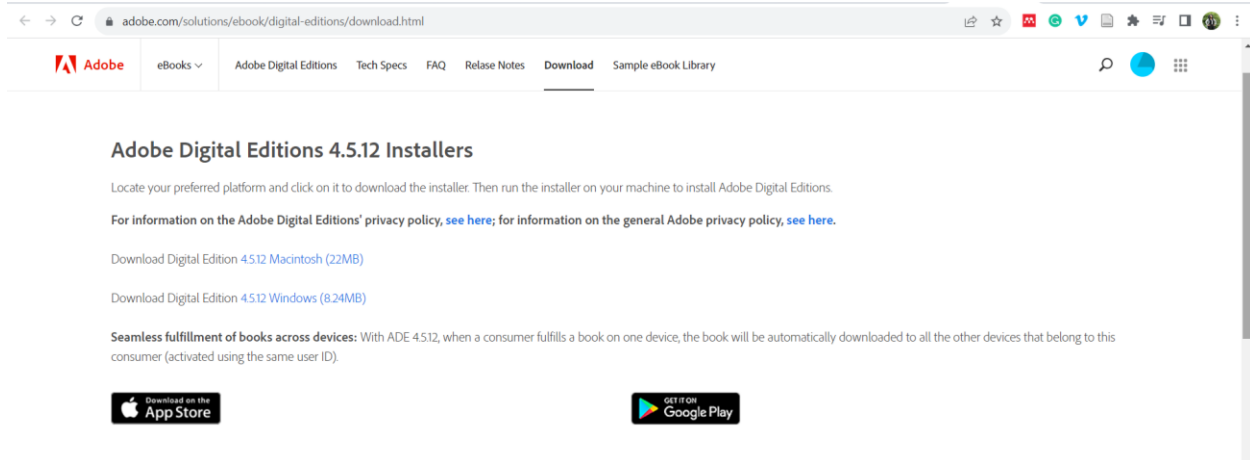 adobe.com/solutions/ebook/digital-editions/download.html
Adobe eBooks Adobe Digital Editions Tech Specs FAQ Relase Notes Download Sample eBook Library
Adobe Digital Editions 4.5.12 Installers
Locate your preferred platform and click on it to download the installer. Then run the installer on your machine to install Adobe Digital Editions.
For information on the Adobe Digital Editions' privacy policy, see here; for information on the general Adobe privacy policy, see here.
Download Digital Edition 4.5.12 Macintosh (22MB)
Download Digital Edition 4.5.12 Windows (8.24MB)
Seamless fulfillment of books across devices: With ADE 4.5.12, when a consumer fulfills a book on one device, the book will be automatically downloaded to all the other devices that belong to this
consumer (activated using the same user ID).
Download on the
App Store
GET IT ON
Google Play